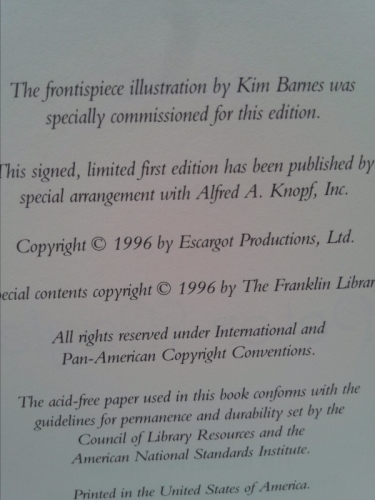 The frontispiece illustration by Kim Barnes was
specially commissioned for this edition.
This signed, limited first edition has been published by
special arrangement with Alfred A. Knopf, Inc.
Copyright © 1996 by Escargot Productions, Ltd.
ecial contents copyright © 1996 by The Franklin Librar
All rights reserved under International and
Pan-American Copyright Conventions.
The acid-free paper used in this book conforms with the
guidelines for permanence and durability set by the
Council of Library Resources and the
American National Standards Institute.
Printed in the United States of America.